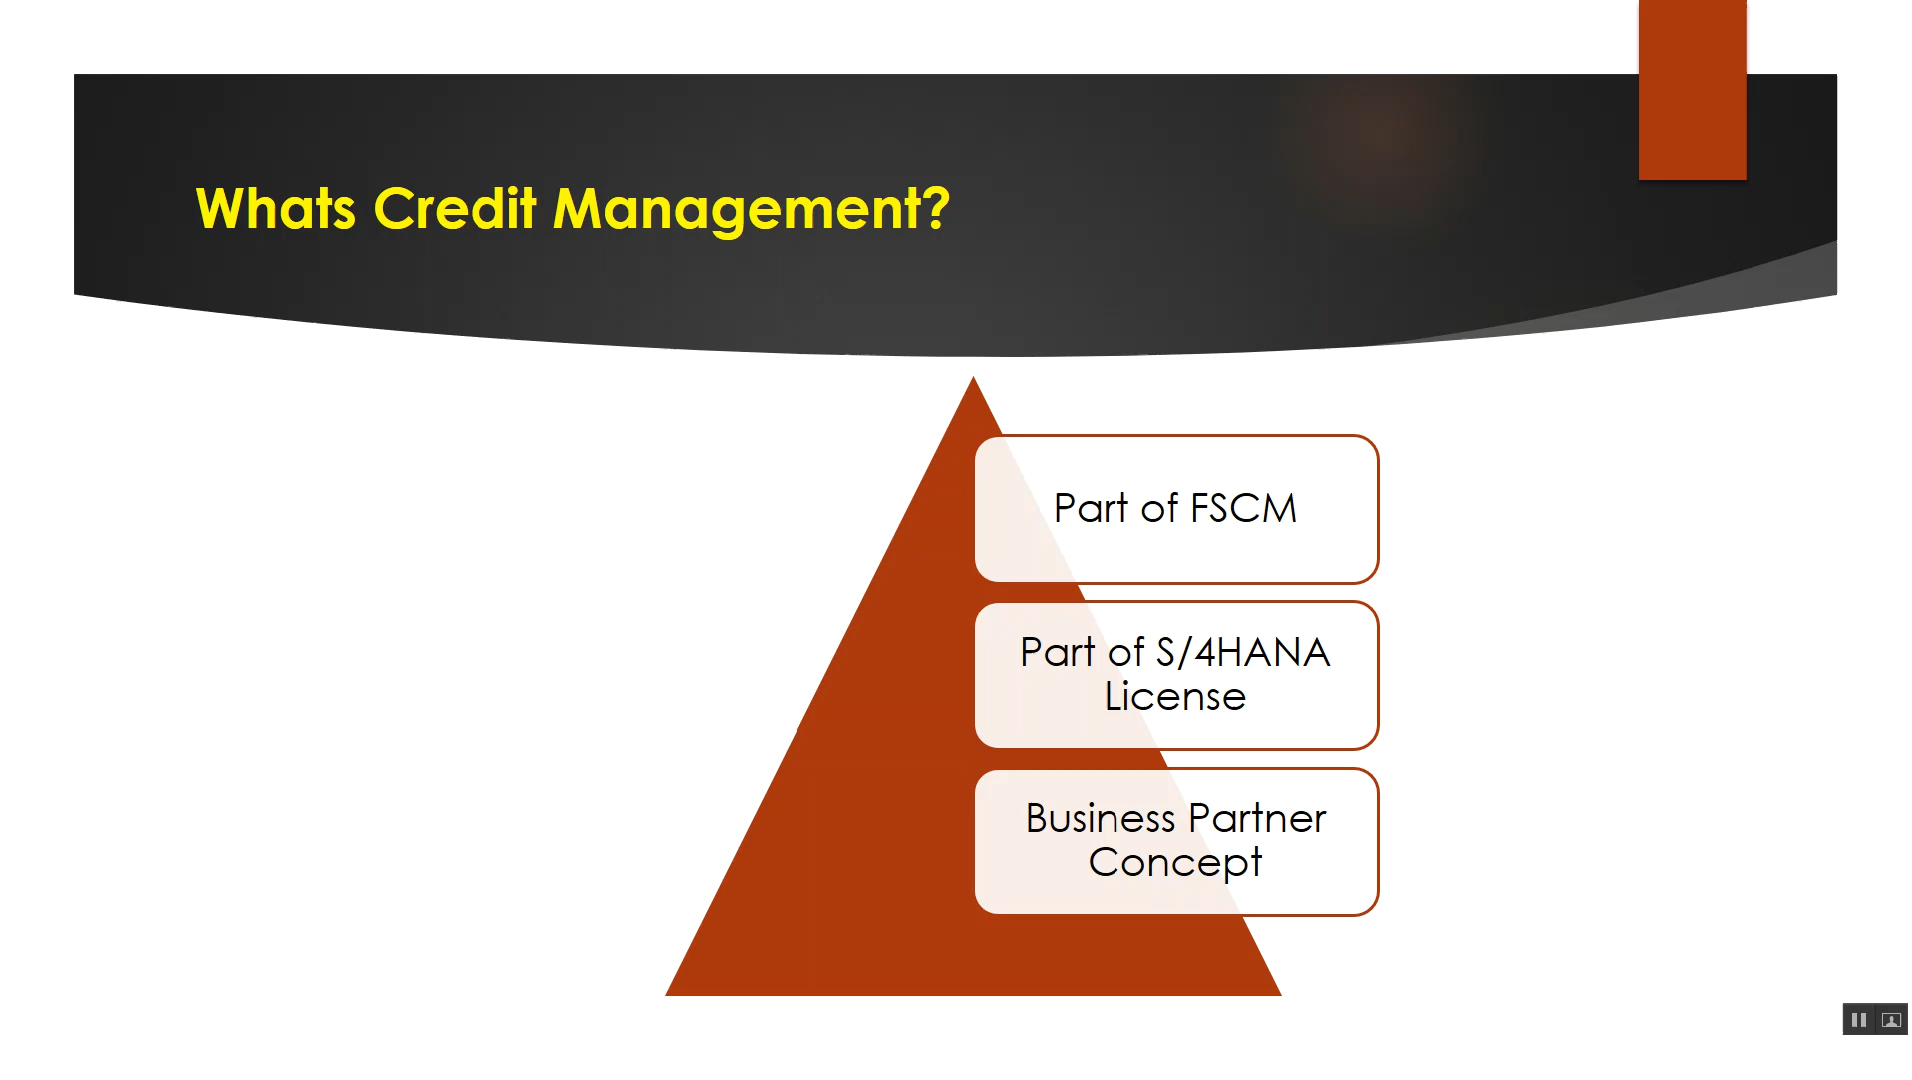 Whats Credit Management?
Part of FSCM
Part of S/4HANA
License
Business Partner
Concept